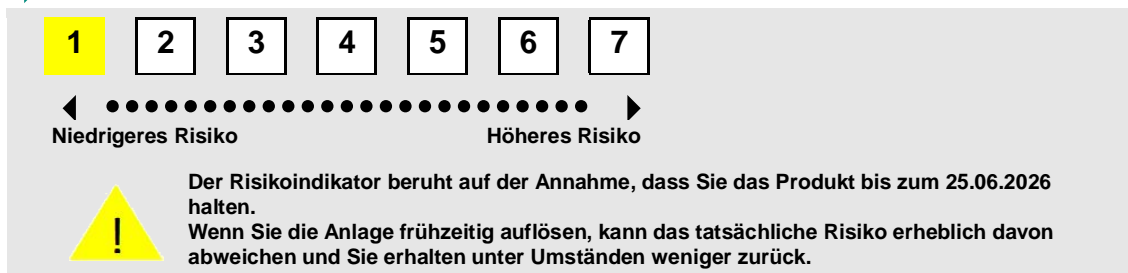 1 2 3 4 5 6 7
Niedrigeres Risiko Höheres Risiko
Der Risikoindikator beruht auf der Annahme, dass Sie das Produkt bis zum 25.06.2026
halten.
! Wenn Sie die Anlage frühzeitig auflösen, kann das tatsächliche Risiko erheblich davon
abweichen und Sie erhalten unter Umständen weniger zurück.